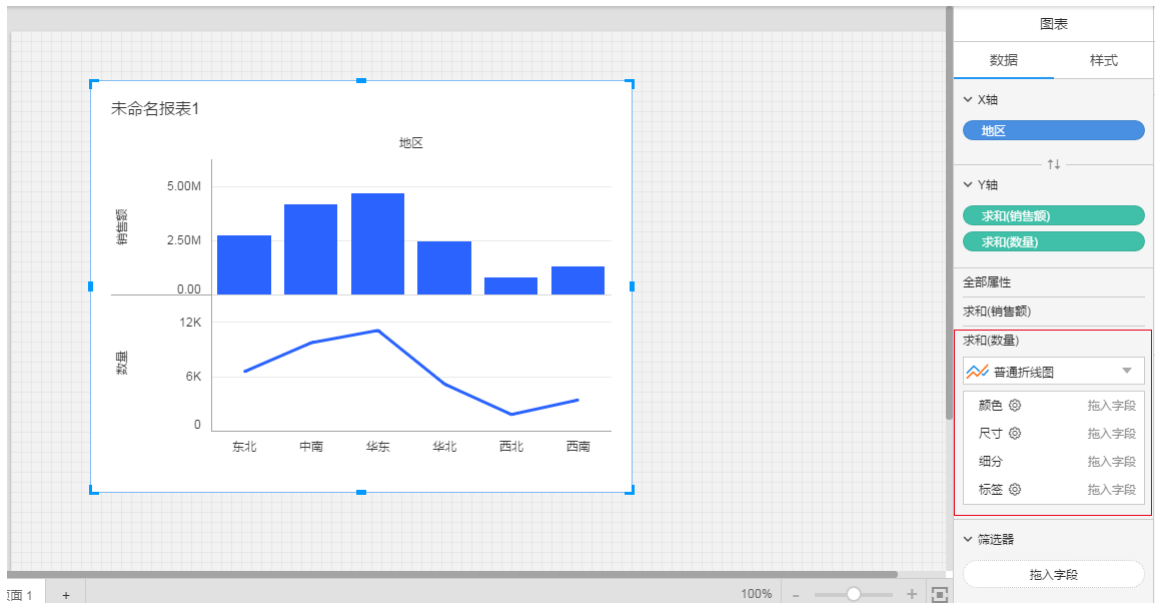 未命名报表1
地区
销售额
5.00M
2.50M
0.00
数量
12K
6K
0
东北 中南 华东 华北 西北 西南
页面 1 +
100% - +
图表
数据 样式
X轴
地区
Y轴
求和(销售额)
求和(数量)
全部属性
求和(销售额)
求和(数量)
普通折线图
颜色 拖入字段
尺寸 拖入字段
细分 拖入字段
标签 拖入字段
筛选器
拖入字段